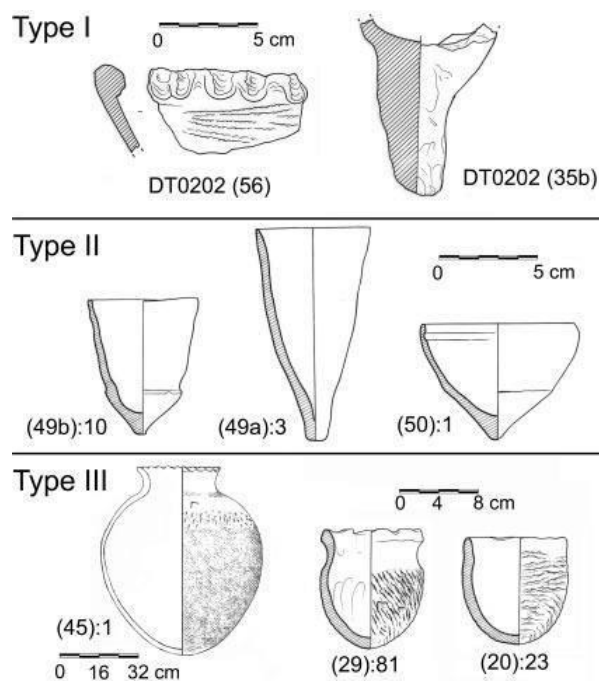 Type I
0 5 cm
DT0202 (56)
DT0202 (35b)
Type II
0 5 cm
(49b):10
(49a):3
(50):1
Type III
0 4 8 cm
(45):1
0 16 32 cm
(29):81
(20):23